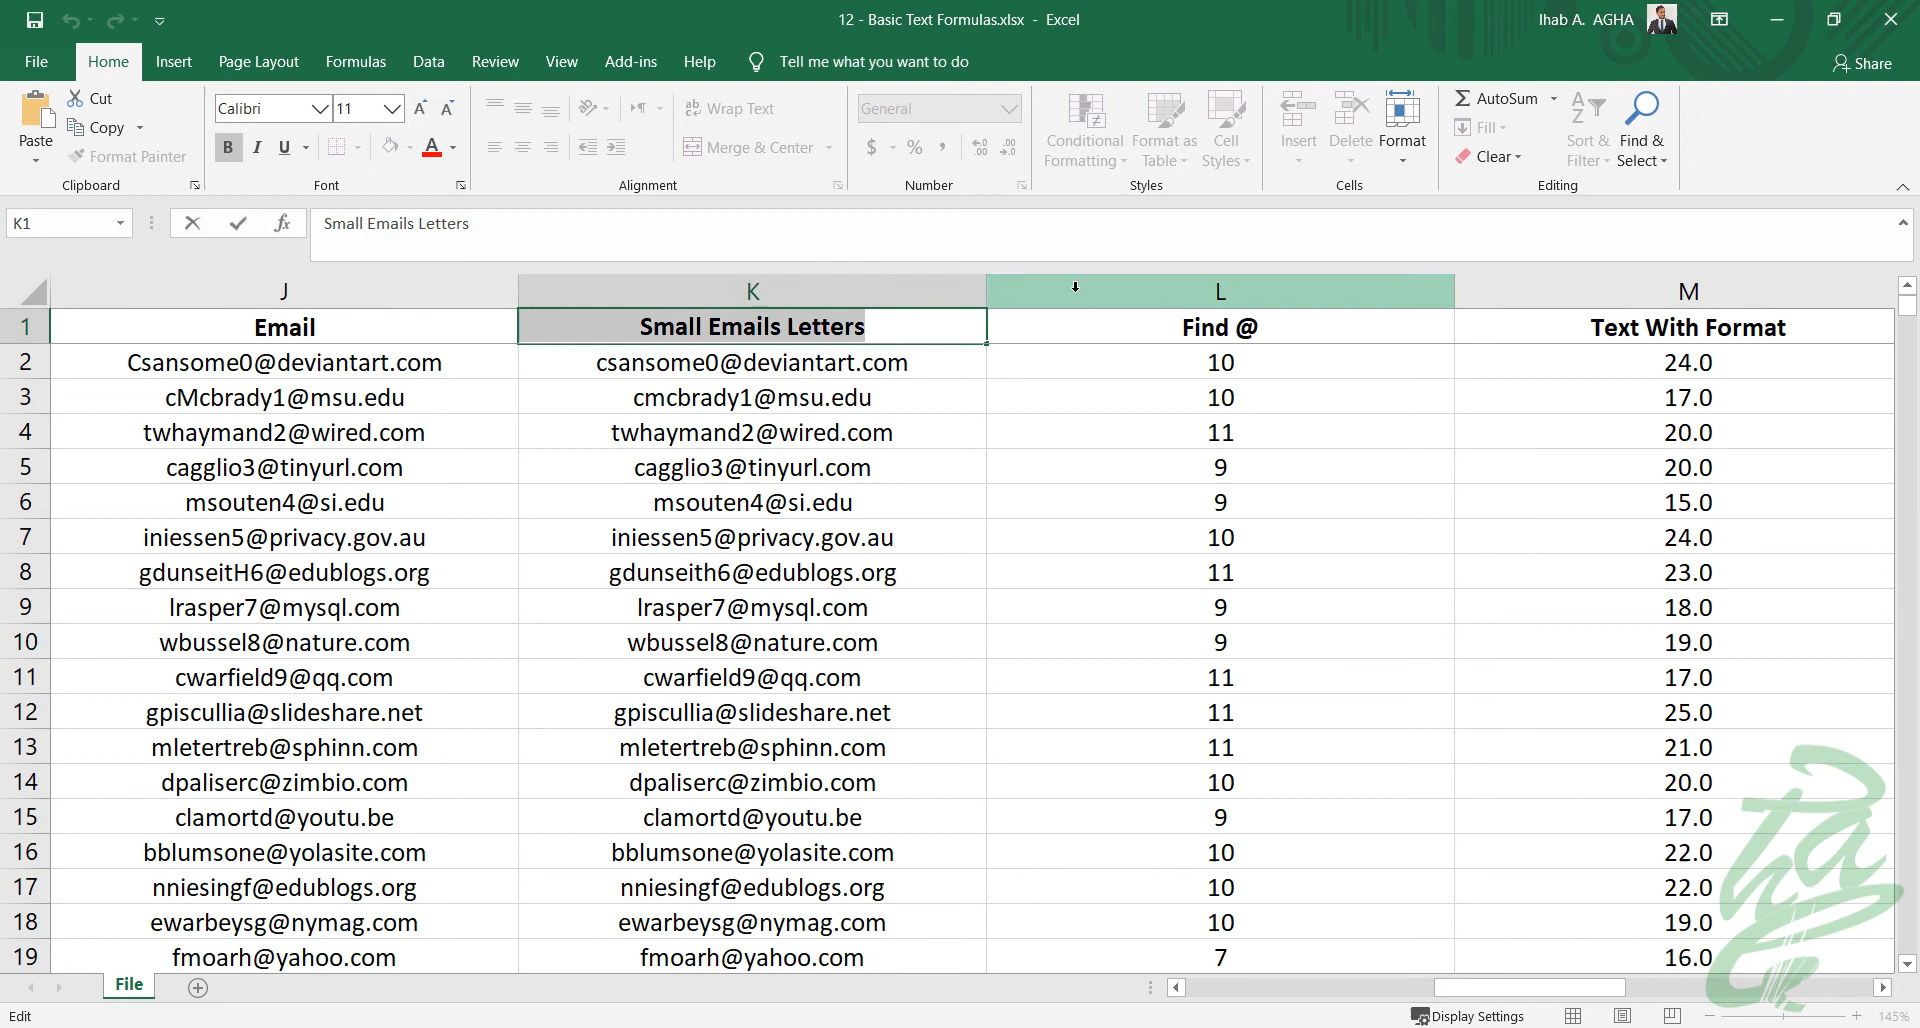 12 - Basic Text Formulas.xlsx - Excel
Ihab A. AGHA
File Home Insert Page Layout Formulas Data Review View Add-ins Help Tell me what you want to do Share
Paste Cut Copy Format Painter Clipboard
Calibri 11 B I U A A A Font
ab Wrap Text Merge & Center Alignment
General $ % , Number
Conditional Formatting Format as Table Cell Styles Styles
Insert Delete Format Cells
AutoSum Fill Clear Sort & Filter Find & Select Editing
K1 fx Small Emails Letters
J K L M
1 Email Small Emails Letters Find @ Text With Format
2 Csansome0@deviantart.com csansome0@deviantart.com 10 24.0
3 cMcbrady1@msu.edu cmcbrady1@msu.edu 10 17.0
4 twhaymand2@wired.com twhaymand2@wired.com 11 20.0
5 cagglio3@tinyurl.com cagglio3@tinyurl.com 9 20.0
6 msouten4@si.edu msouten4@si.edu 9 15.0
7 iniessen5@privacy.gov.au iniessen5@privacy.gov.au 10 24.0
8 gdunseitH6@edublogs.org gdunseith6@edublogs.org 11 23.0
9 lrasper7@mysql.com lrasper7@mysql.com 9 18.0
10 wbussel8@nature.com wbussel8@nature.com 9 19.0
11 cwarfield9@qq.com cwarfield9@qq.com 11 17.0
12 gpiscullia@slideshare.net gpiscullia@slideshare.net 11 25.0
13 mletertreb@sphinn.com mletertreb@sphinn.com 11 21.0
14 dpaliserc@zimbio.com dpaliserc@zimbio.com 10 20.0
15 clamortd@youtu.be clamortd@youtu.be 9 17.0
16 bblumsone@yolasite.com bblumsone@yolasite.com 10 22.0
17 nniesingf@edublogs.org nniesingf@edublogs.org 10 22.0
18 ewarbeysg@nymag.com ewarbeysg@nymag.com 10 19.0
19 fmoarh@yahoo.com fmoarh@yahoo.com 7 16.0
File
Edit Display Settings 145%